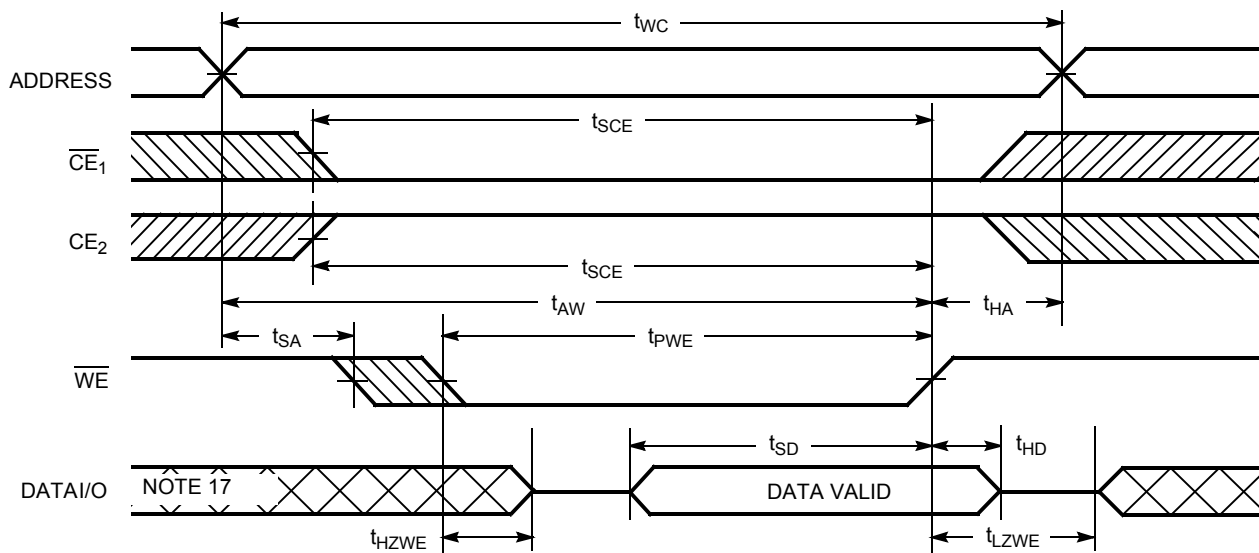 tWC
ADDRESS
tSCE
CE1
CE2
tSCE
tAW
tHA
tSA
tPWE
WE
tSD
tHD
DATAI/O
NOTE 17
DATA VALID
tHZWE
tLZWE